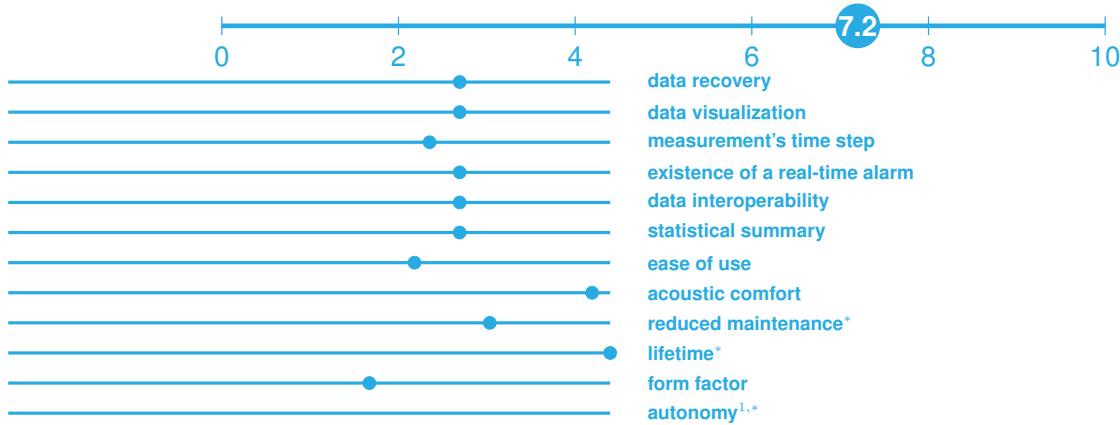 7.2
0 2 4 6 8 10
data recovery
data visualization
measurement's time step
existence of a real-time alarm
data interoperability
statistical summary
ease of use
acoustic comfort
reduced maintenance*
lifetime*
form factor
autonomy1,*